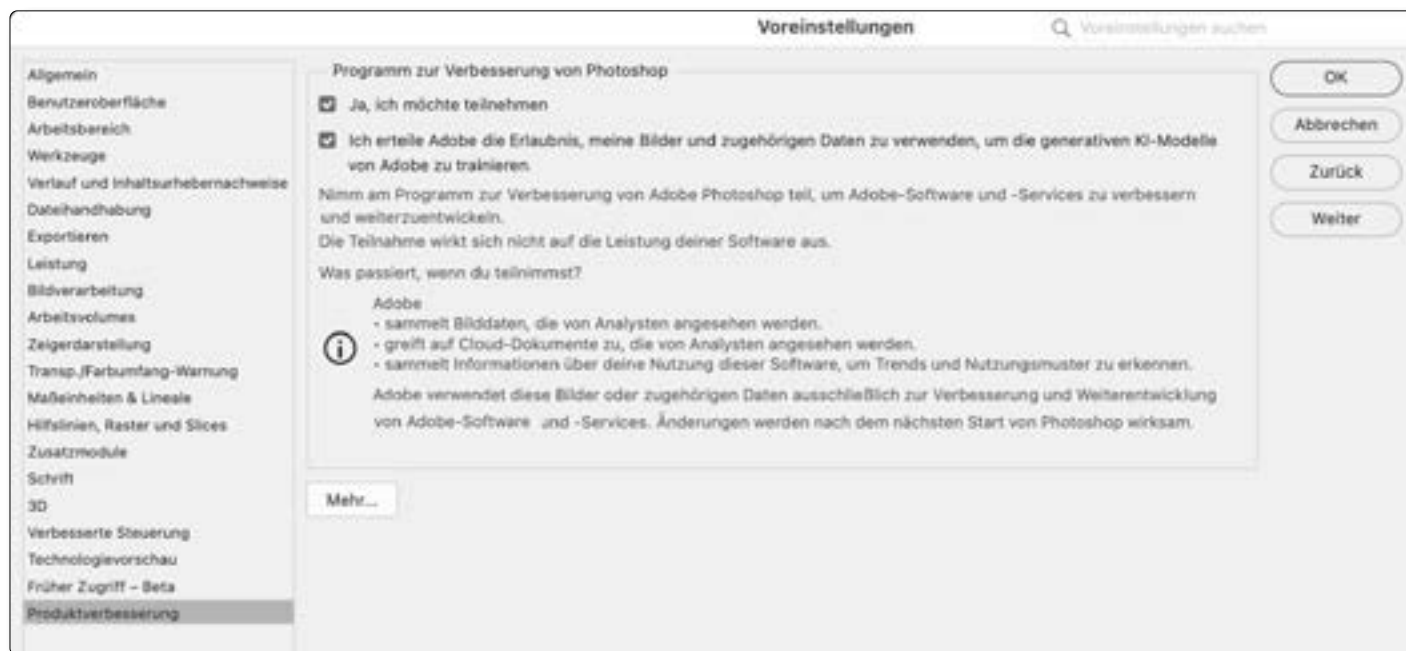 Voreinstellungen
Voreinstellungen suchen
Allgemein
Benutzeroberfläche
Arbeitsbereich
Werkzeuge
Verlauf und Inhaltsurhebernachweise
Dateihandhabung
Exportieren
Leistung
Bildverarbeitung
Arbeitsvolumes
Zeigerdarstellung
Transp./Farbumfang-Warnung
Maßeinheiten & Lineale
Hilfslinien, Raster und Slices
Zusatzmodule
Schrift
3D
Verbesserte Steuerung
Technologievorschau
Früher Zugriff – Beta
Produktverbesserung
Programm zur Verbesserung von Photoshop
Ja, ich möchte teilnehmen
Ich erteile Adobe die Erlaubnis, meine Bilder und zugehörigen Daten zu verwenden, um die generativen KI-Modelle
von Adobe zu trainieren.
Nimm am Programm zur Verbesserung von Adobe Photoshop teil, um Adobe-Software und -Services zu verbessern
und weiterzuentwickeln.
Die Teilnahme wirkt sich nicht auf die Leistung deiner Software aus.
Was passiert, wenn du teilnimmst?
Adobe
- sammelt Bilddaten, die von Analysten angesehen werden.
- greift auf Cloud-Dokumente zu, die von Analysten angesehen werden.
- sammelt Informationen über deine Nutzung dieser Software, um Trends und Nutzungsmuster zu erkennen.
Adobe verwendet diese Bilder oder zugehörigen Daten ausschließlich zur Verbesserung und Weiterentwicklung
von Adobe-Software und -Services. Änderungen werden nach dem nächsten Start von Photoshop wirksam.
Mehr...
OK
Abbrechen
Zurück
Weiter